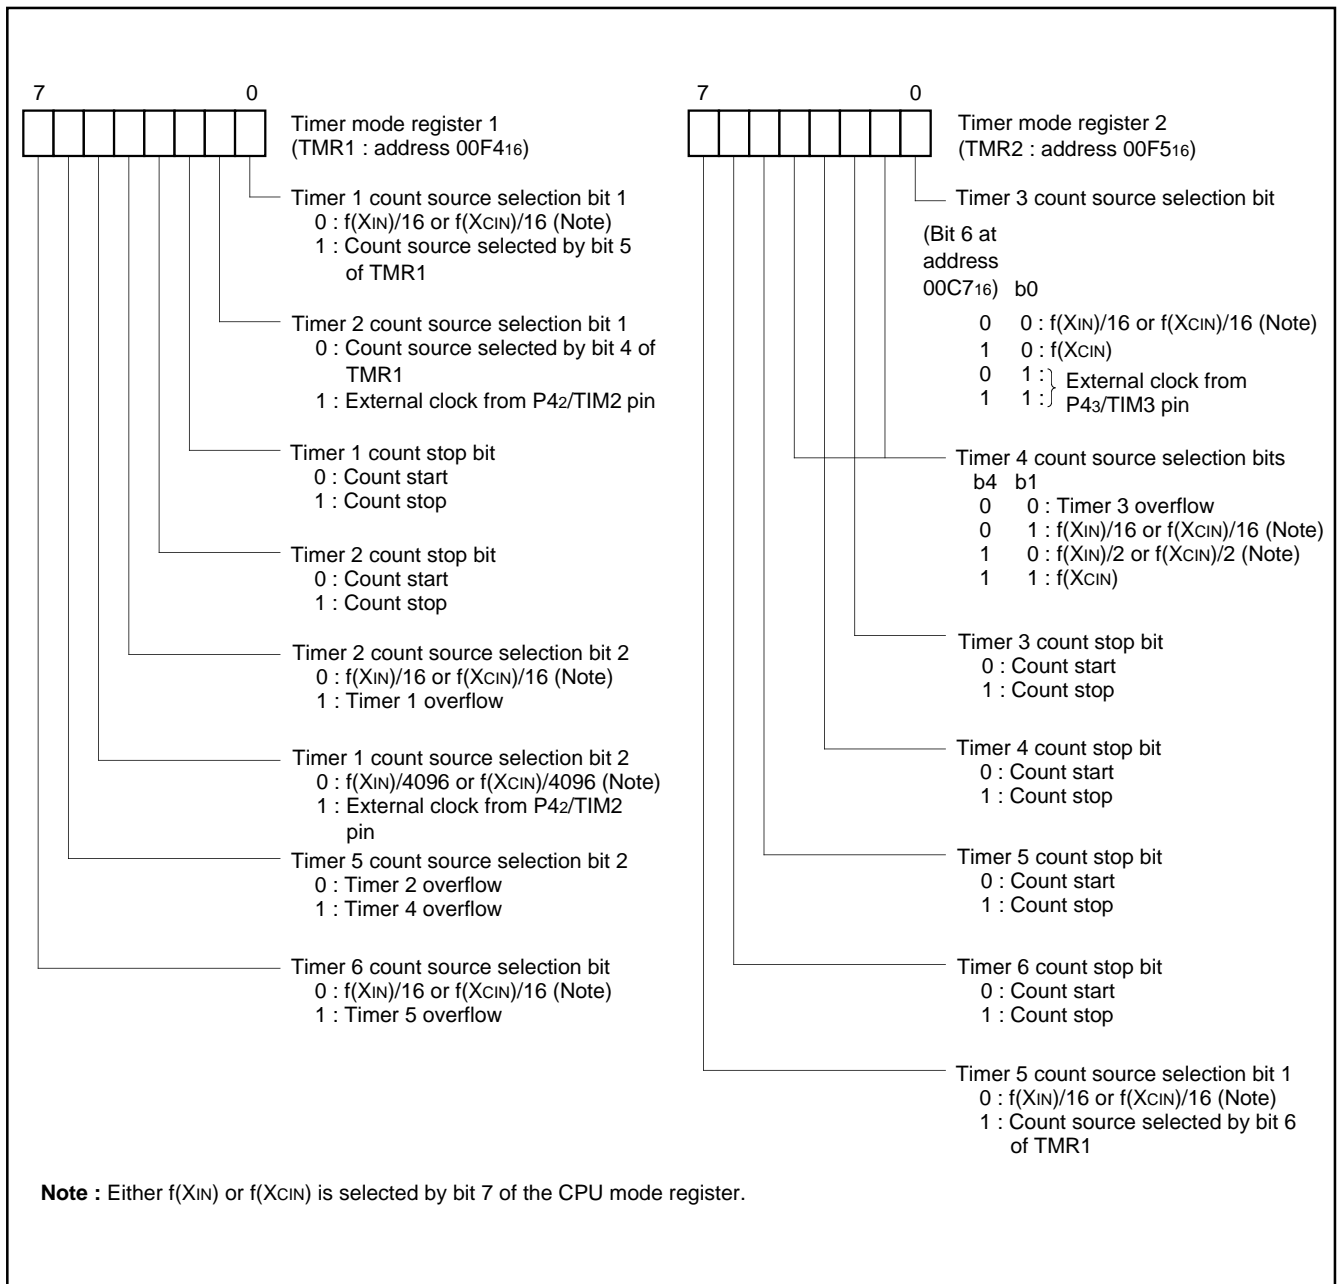 7 0
Timer mode register 1
(TMR1 : address 00F416)
Timer 1 count source selection bit 1
0 : f(XIN)/16 or f(XCIN)/16 (Note)
1 : Count source selected by bit 5
of TMR1
Timer 2 count source selection bit 1
0 : Count source selected by bit 4 of
TMR1
1 : External clock from P42/TIM2 pin
Timer 1 count stop bit
0 : Count start
1 : Count stop
Timer 2 count stop bit
0 : Count start
1 : Count stop
Timer 2 count source selection bit 2
0 : f(XIN)/16 or f(XCIN)/16 (Note)
1 : Timer 1 overflow
Timer 1 count source selection bit 2
0 : f(XIN)/4096 or f(XCIN)/4096 (Note)
1 : External clock from P42/TIM2
pin
Timer 5 count source selection bit 2
0 : Timer 2 overflow
1 : Timer 4 overflow
Timer 6 count source selection bit
0 : f(XIN)/16 or f(XCIN)/16 (Note)
1 : Timer 5 overflow
7 0
Timer mode register 2
(TMR2 : address 00F516)
Timer 3 count source selection bit
(Bit 6 at
address
00C716) b0
0 0 : f(XIN)/16 or f(XCIN)/16 (Note)
1 0 : f(XCIN)
0 1 : External clock from
1 1 : P43/TIM3 pin
Timer 4 count source selection bits
b4 b1
0 0 : Timer 3 overflow
0 1 : f(XIN)/16 or f(XCIN)/16 (Note)
1 0 : f(XIN)/2 or f(XCIN)/2 (Note)
1 1 : f(XCIN)
Timer 3 count stop bit
0 : Count start
1 : Count stop
Timer 4 count stop bit
0 : Count start
1 : Count stop
Timer 5 count stop bit
0 : Count start
1 : Count stop
Timer 6 count stop bit
0 : Count start
1 : Count stop
Timer 5 count source selection bit 1
0 : f(XIN)/16 or f(XCIN)/16 (Note)
1 : Count source selected by bit 6
of TMR1
Note : Either f(XIN) or f(XCIN) is selected by bit 7 of the CPU mode register.